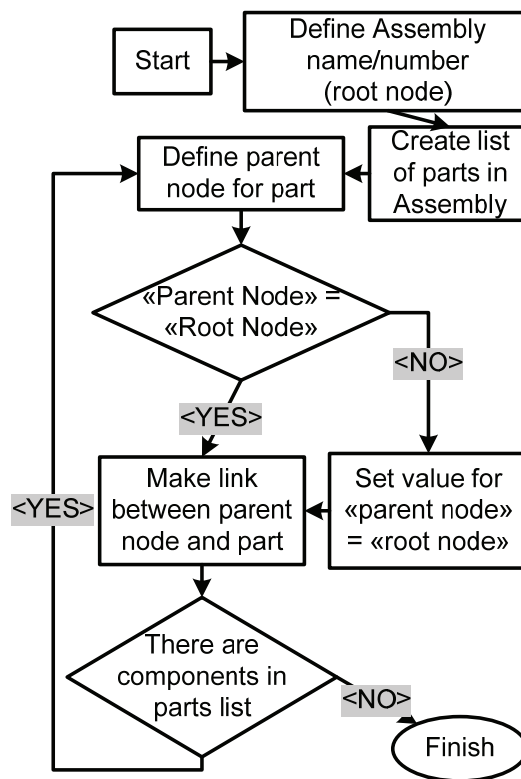 Start
Define Assembly
name/number
(root node)
Create list
of parts in
Assembly
Define parent
node for part
«Parent Node» =
«Root Node»
<NO>
<YES>
Make link
between parent
node and part
Set value for
«parent node»
= «root node»
<YES>
There are
components in
parts list
<NO>
Finish